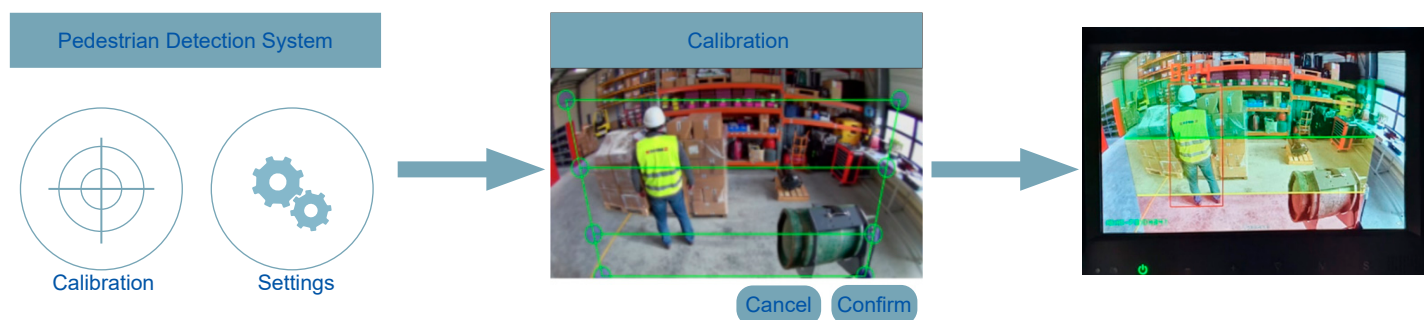 Pedestrian Detection System
Calibration
Settings
Calibration
Cancel
Confirm